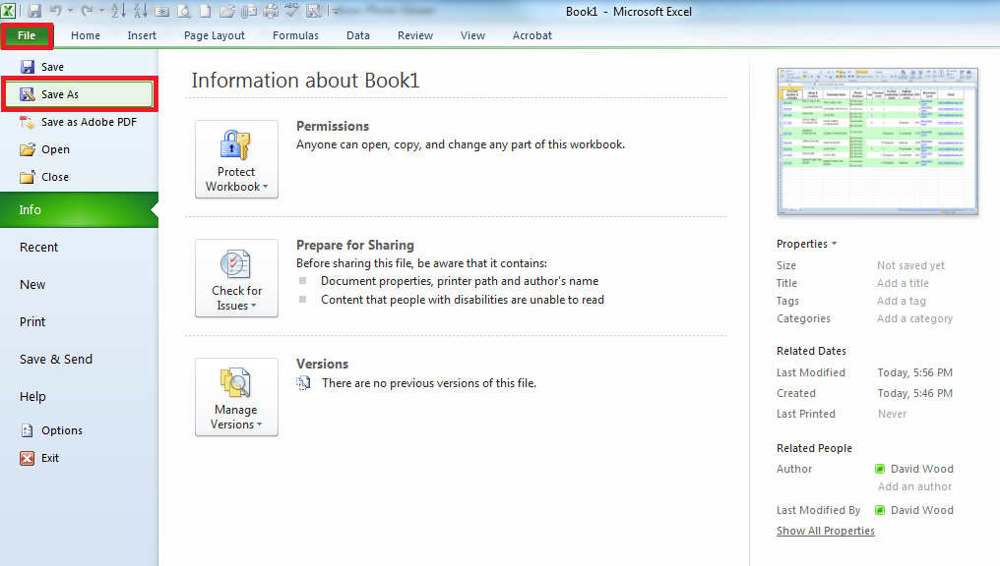 Book1 - Microsoft Excel
File Home Insert Page Layout Formulas Data Review View Acrobat
Save
Save As
Save as Adobe PDF
Open
Close
Info
Recent
New
Print
Save & Send
Help
Options
Exit
Information about Book1
Protect
Workbook
Permissions
Anyone can open, copy, and change any part of this workbook.
Check for
Issues
Prepare for Sharing
Before sharing this file, be aware that it contains:
Document properties, printer path and author's name
Content that people with disabilities are unable to read
Manage
Versions
Versions
There are no previous versions of this file.
Properties
Size Not saved yet
Title Add a title
Tags Add a tag
Categories Add a category
Related Dates
Last Modified Today, 5:56 PM
Created Today, 5:46 PM
Last Printed Never
Related People
Author David Wood
Add an author
Last Modified By David Wood
Show All Properties